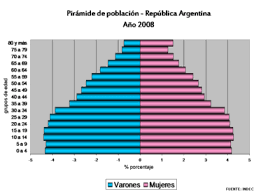 Pirámide de población - República Argentina
Año 2008
grupos de edad
80 y más
75 a 79
70 a 74
65 a 69
60 a 64
55 a 59
50 a 54
45 a 49
40 a 44
35 a 39
30 a 34
25 a 29
20 a 24
15 a 19
10 a 14
5 a 9
0 a 4
-5 -4 -3 -2 -1 0 1 2 3 4 5
% porcentaje
Varones Mujeres
FUENTE: INDEC